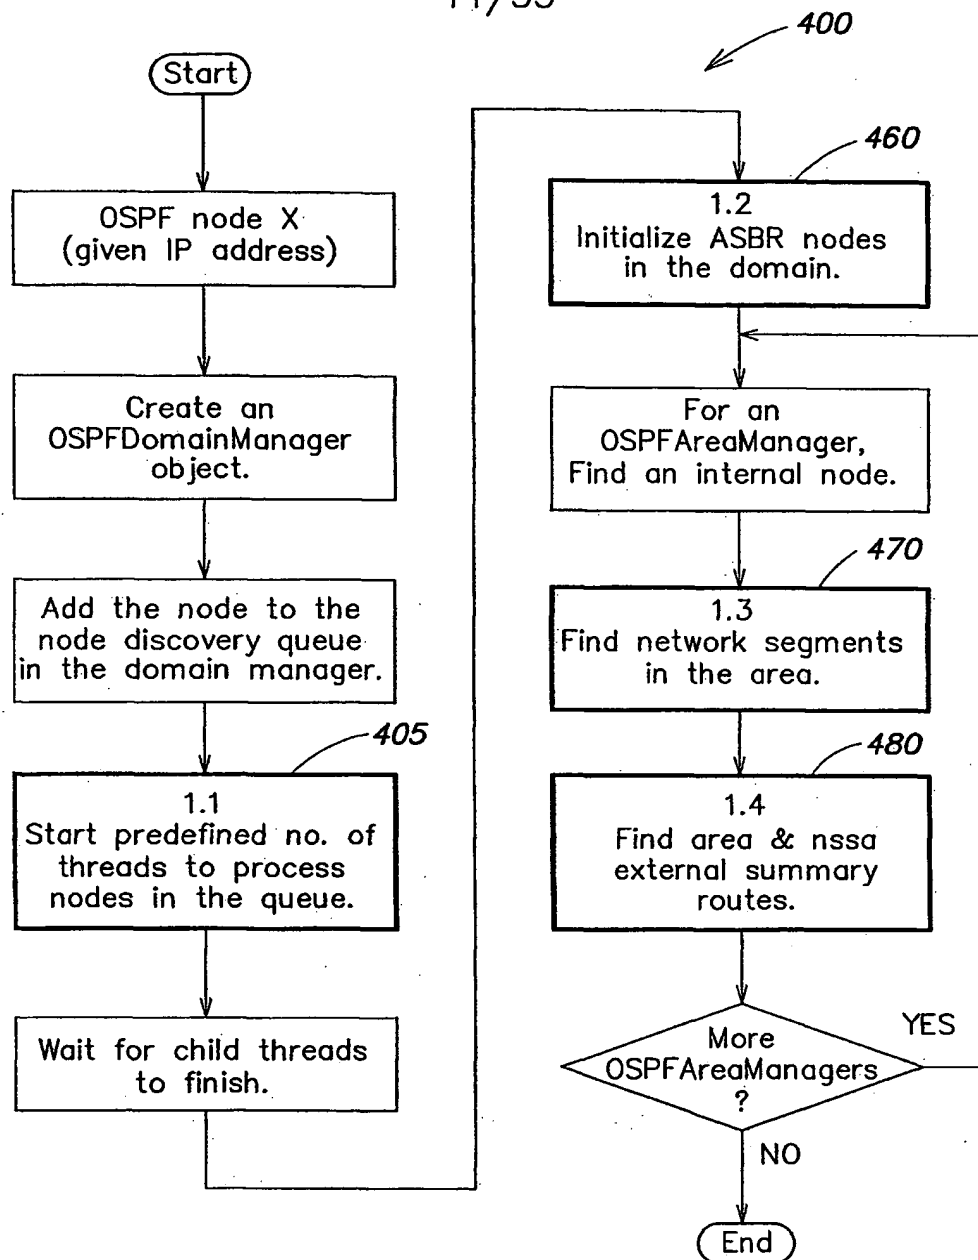 400
Start
OSPF node X
(given IP address)
Create an
OSPFDomainManager
object.
Add the node to the
node discovery queue
in the domain manager.
405
1.1
Start predefined no. of
threads to process
nodes in the queue.
Wait for child threads
to finish.
460
1.2
Initialize ASBR nodes
in the domain.
For an
OSPFAreaManager,
Find an internal node.
470
1.3
Find network segments
in the area.
480
1.4
Find area & nssa
external summary
routes.
More
OSPFAreaManagers
?
YES
NO
End